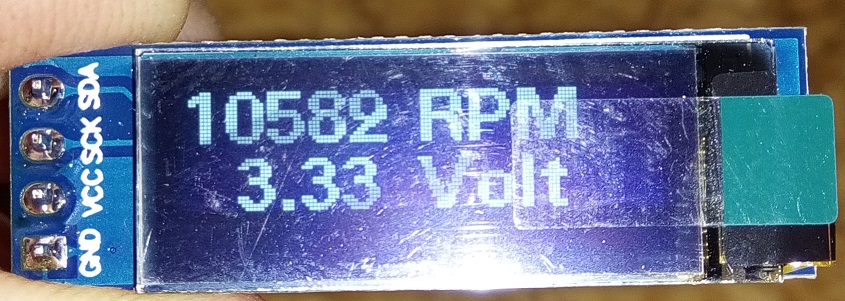 SDA
SCK
VCC
GND
10582 RPM
3.33 Volt